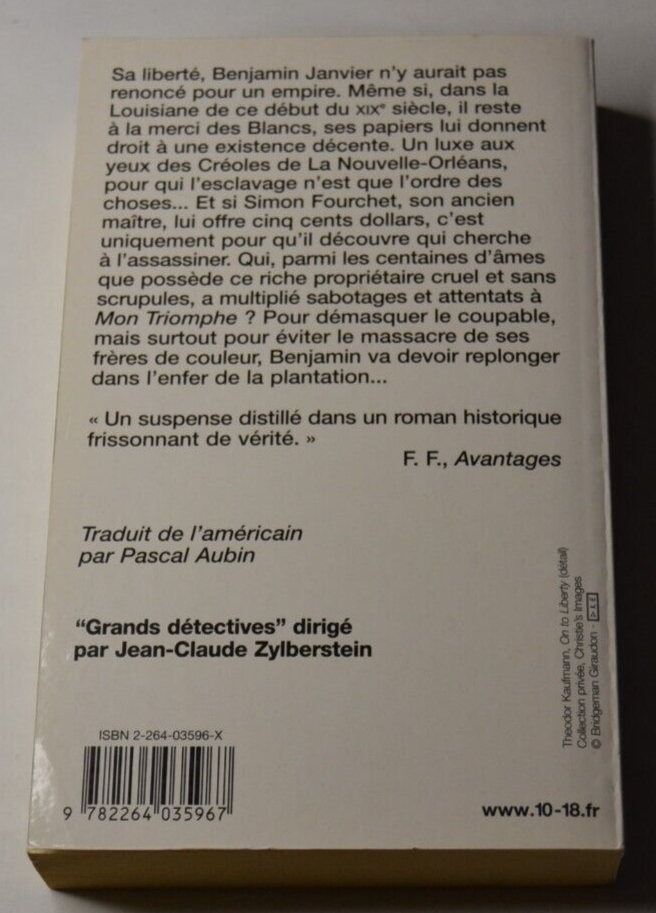 Sa liberté, Benjamin Janvier n'y aurait pas
renoncé pour un empire. Même si, dans la
Louisiane de ce début du XIXe siècle, il reste
à la merci des Blancs, ses papiers lui donnent
droit à une existence décente. Un luxe aux
yeux des Créoles de La Nouvelle-Orléans,
pour qui l'esclavage n'est que l'ordre des
choses... Et si Simon Fourchet, son ancien
maître, lui offre cinq cents dollars, c'est
uniquement pour qu'il découvre qui cherche
à l'assassiner. Qui, parmi les centaines d'âmes
que possède ce riche propriétaire cruel et sans
scrupules, a multiplié sabotages et attentats à
Mon Triomphe ? Pour démasquer le coupable,
mais surtout pour éviter le massacre de ses
frères de couleur, Benjamin va devoir replonger
dans l'enfer de la plantation...
« Un suspense distillé dans un roman historique
frissonnant de vérité. »
F. F., Avantages
Traduit de l'américain
par Pascal Aubin
"Grands détectives" dirigé
par Jean-Claude Zylberstein
Theodor Kaufmann, On to Liberty (détail)
Collection privée, Christie's Images
© Bridgeman Giraudon -
ISBN 2-264-03596-X
9 782264 035967
www.10-18.fr